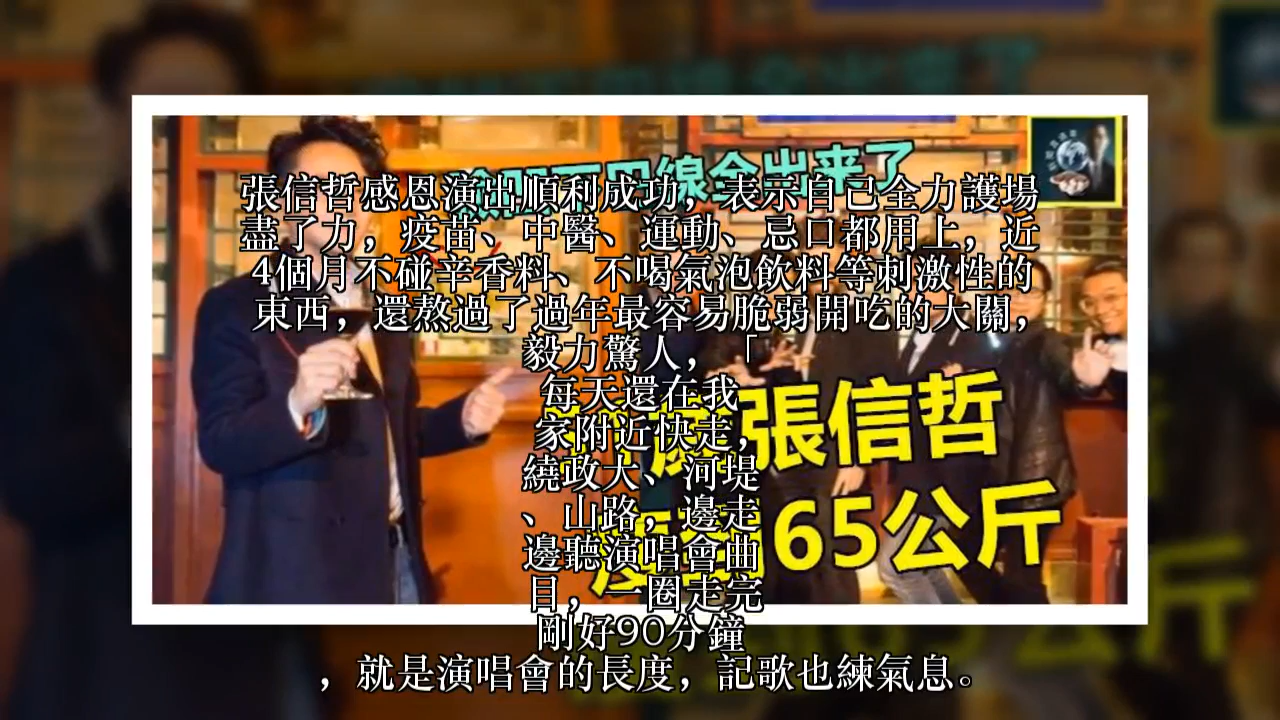 線全出来了
張信哲感恩演出順利成功，表示自己全力護場
盡了力，疫苗、中醫、運動、忌口都用上，近
4個月不碰辛香料、不喝氣泡飲料等刺激性的
東西，還熬過了過年最容易脆弱開吃的大關，
毅力驚人，「
每天還在我
家附近快走，
繞政大、河堤
、山路，邊走
邊聽演唱會曲
目，一圈走完
剛好90分鐘
，就是演唱會的長度，記歌也練氣息。
張信哲
65公斤